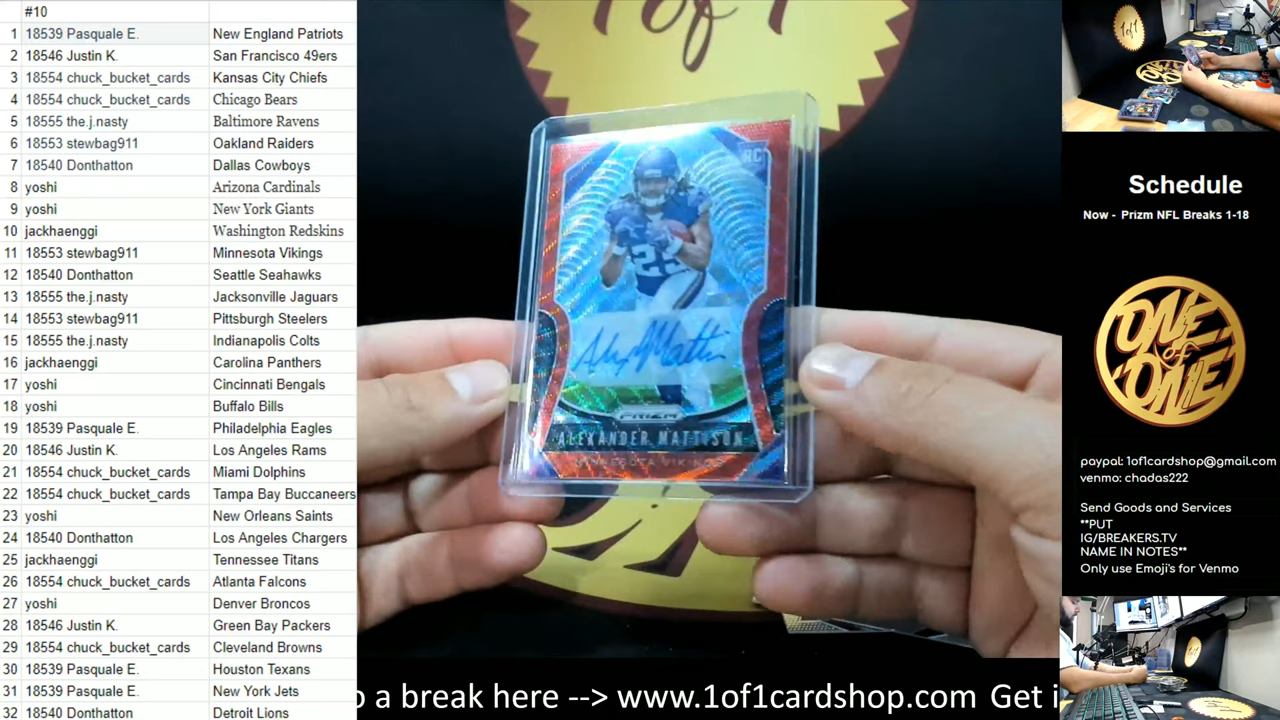 #10
1 18539 Pasquale E. New England Patriots
2 18546 Justin K. San Francisco 49ers
3 18554 chuck_bucket_cards Kansas City Chiefs
4 18554 chuck_bucket_cards Chicago Bears
5 18555 the.j.nasty Baltimore Ravens
6 18553 stewbag911 Oakland Raiders
7 18540 Donthatton Dallas Cowboys
8 yoshi Arizona Cardinals
9 yoshi New York Giants
10 jackhaenggi Washington Redskins
11 18553 stewbag911 Minnesota Vikings
12 18540 Donthatton Seattle Seahawks
13 18555 the.j.nasty Jacksonville Jaguars
14 18553 stewbag911 Pittsburgh Steelers
15 18555 the.j.nasty Indianapolis Colts
16 jackhaenggi Carolina Panthers
17 yoshi Cincinnati Bengals
18 yoshi Buffalo Bills
19 18539 Pasquale E. Philadelphia Eagles
20 18546 Justin K. Los Angeles Rams
21 18554 chuck_bucket_cards Miami Dolphins
22 18554 chuck_bucket_cards Tampa Bay Buccaneers
23 yoshi New Orleans Saints
24 18540 Donthatton Los Angeles Chargers
25 jackhaenggi Tennessee Titans
26 18554 chuck_bucket_cards Atlanta Falcons
27 yoshi Denver Broncos
28 18546 Justin K. Green Bay Packers
29 18554 chuck_bucket_cards Cleveland Browns
30 18539 Pasquale E. Houston Texans
31 18539 Pasquale E. New York Jets
32 18540 Donthatton Detroit Lions
1 of 1
RC
25
PRIZM
ALEXANDER MATTISON
MINNESOTA VIKINGS
a break here --> www.1of1cardshop.com Get
1of1
Schedule
Now - Prizm NFL Breaks 1-18
ONE
of
ONE
paypal: 1of1cardshop@gmail.com
venmo: chadas222
Send Goods and Services
**PUT
IG/BREAKERS.TV
NAME IN NOTES**
Only use Emoji's for Venmo